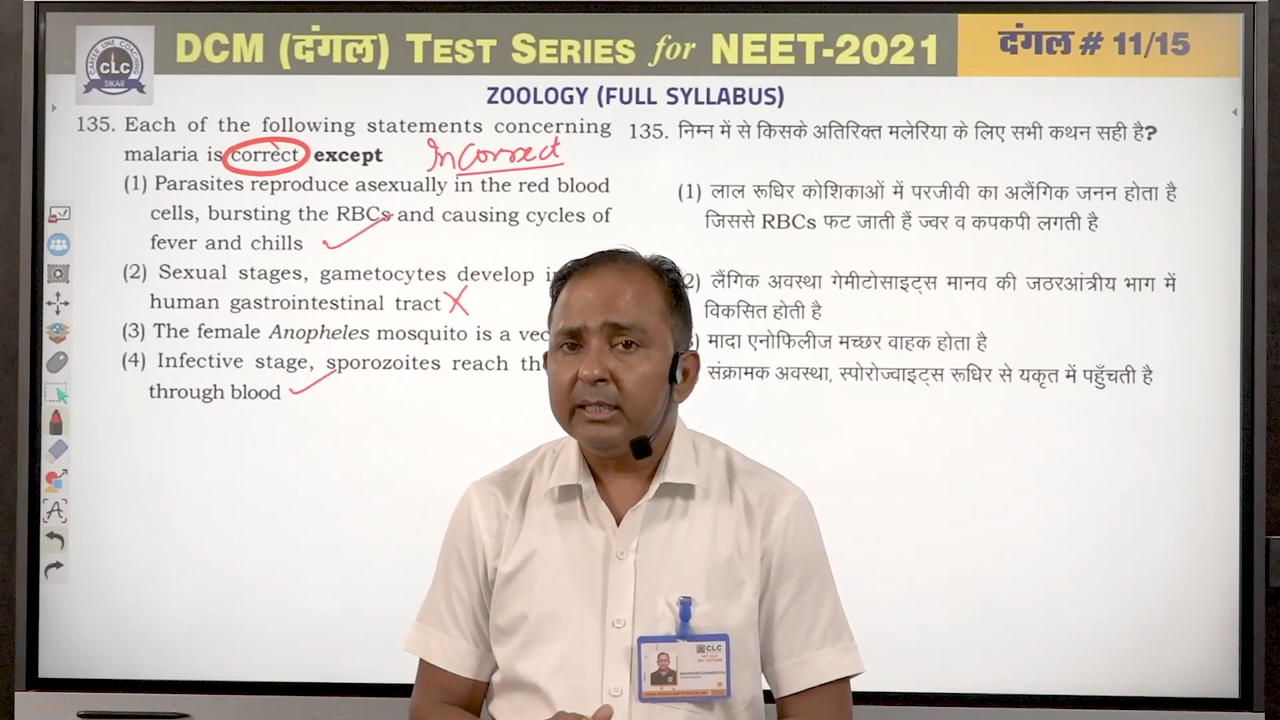 DCM (दंगल) TEST SERIES for NEET-2021
दंगल # 11/15
CAREER LINE COACHING
CLC
SIKAR
ZOOLOGY (FULL SYLLABUS)
135. Each of the following statements concerning
malaria is correct except
Incorrect
(1) Parasites reproduce asexually in the red blood
cells, bursting the RBCs and causing cycles of
fever and chills
(2) Sexual stages, gametocytes develop
human gastrointestinal tract
(3) The female Anopheles mosquito is a
(4) Infective stage, sporozoites reach
through blood
135. निम्न में से किसके अतिरिक्त मलेरिया के लिए सभी कथन सही है?
(1) लाल रूधिर कोशिकाओं में परजीवी का अलैंगिक जनन होता है
जिससे RBCs फट जाती हैं ज्वर व कपकपी लगती है
2) लैंगिक अवस्था गेमीटोसाइट्स मानव की जठरआंत्रीय भाग में
विकसित होती है
) मादा एनोफिलीज मच्छर वाहक होता है
संक्रामक अवस्था, स्पोरोज्वाइट्स रूधिर से यकृत में पहुँचती है
A
CLC